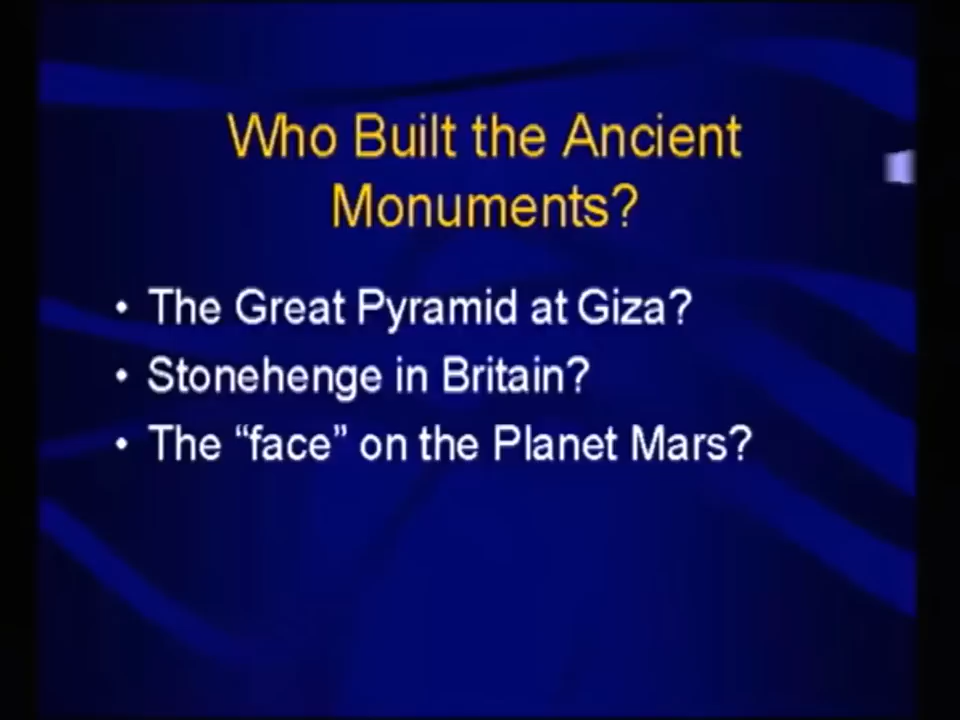 Who Built the Ancient
Monuments?
• The Great Pyramid at Giza?
• Stonehenge in Britain?
• The “face” on the Planet Mars?